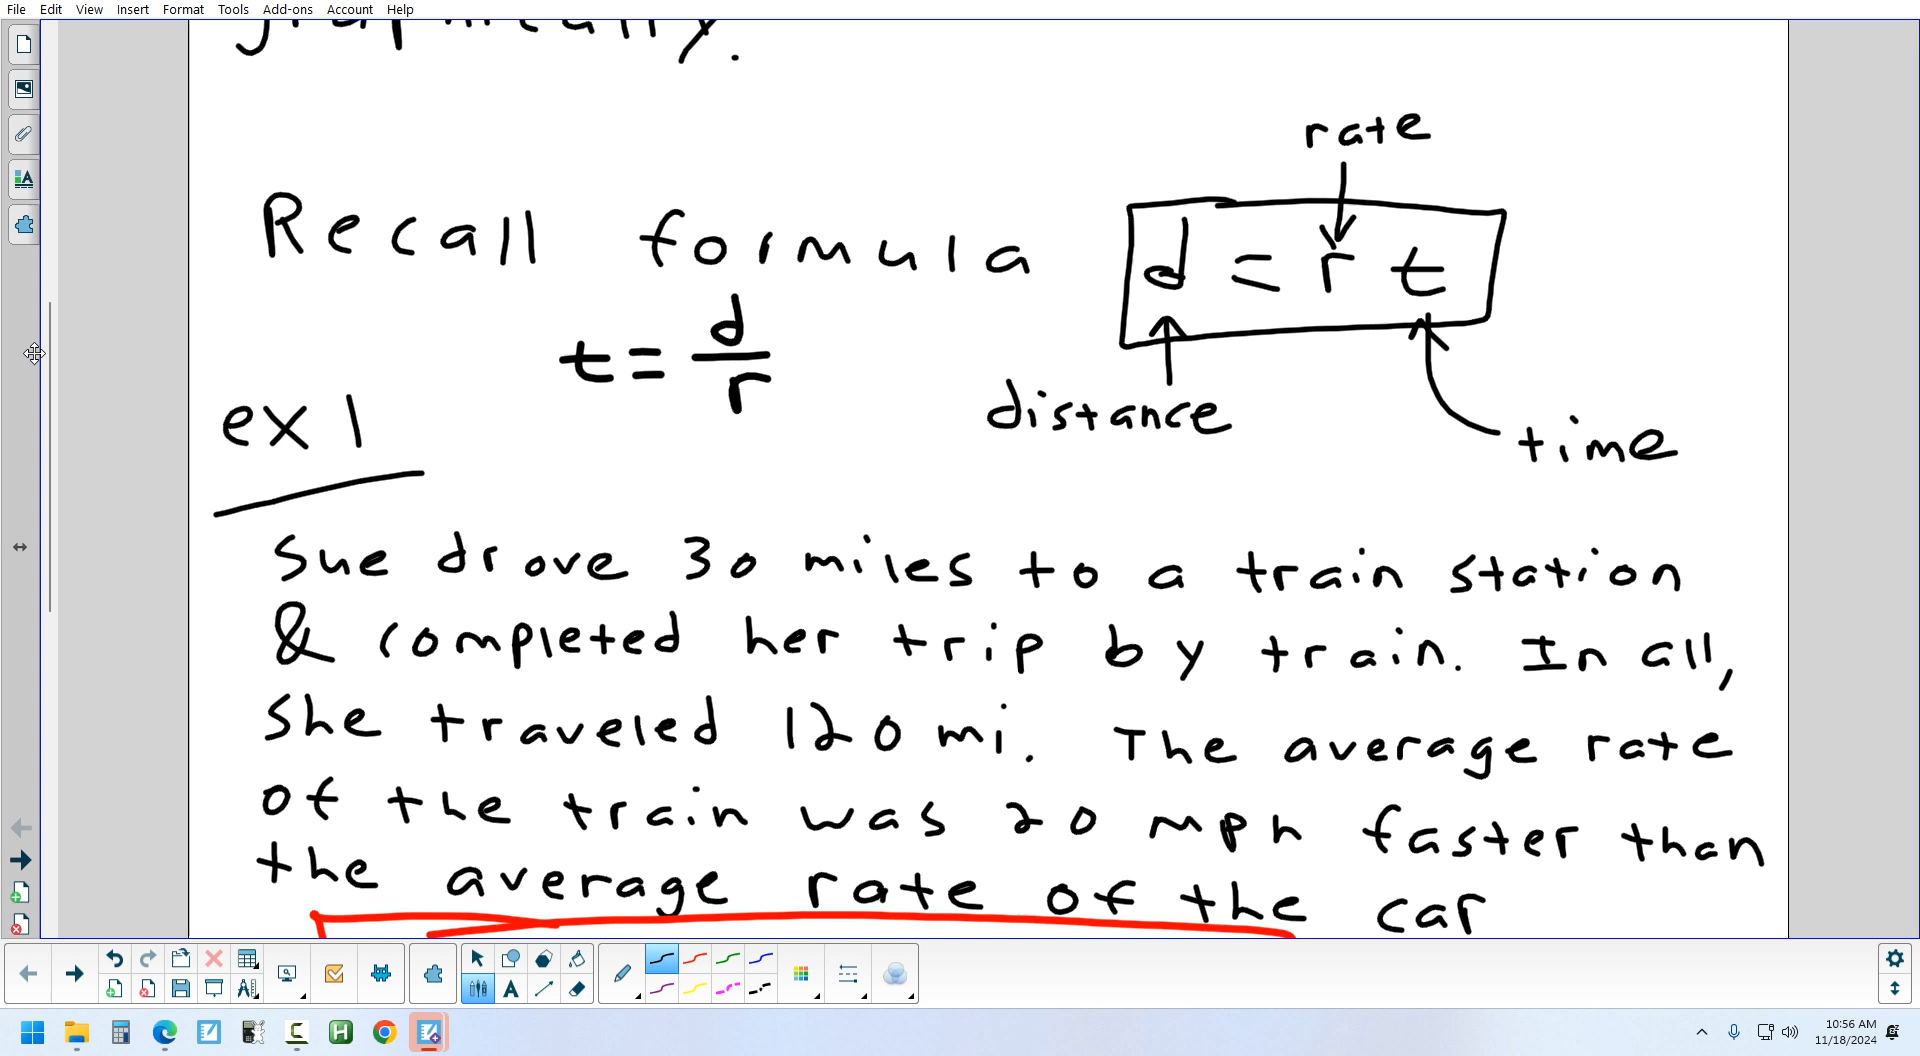 File Edit View Insert Format Tools Add-ons Account Help
graphically.
rate
Recall formula d = r t
t = d/r
distance
time
ex 1
Sue drove 30 miles to a train station
& completed her trip by train. In all,
she traveled 120 mi. The average rate
of the train was 20 mph faster than
the average rate of the car
10:56 AM
11/18/2024